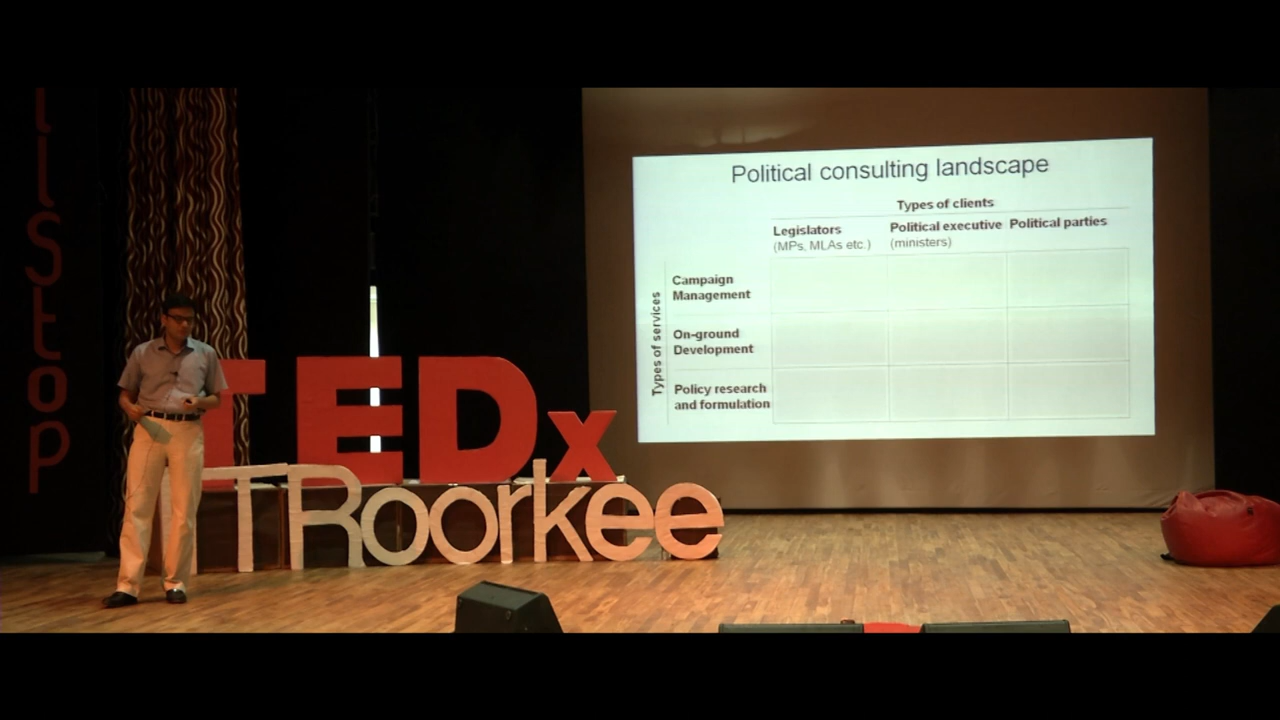 Political consulting landscape
Types of clients
Legislators
(MPs, MLAs etc.)
Political executive
(ministers)
Political parties
Types of services
Campaign
Management
On-ground
Development
Policy research
and formulation
TEDx
ITRoorkee